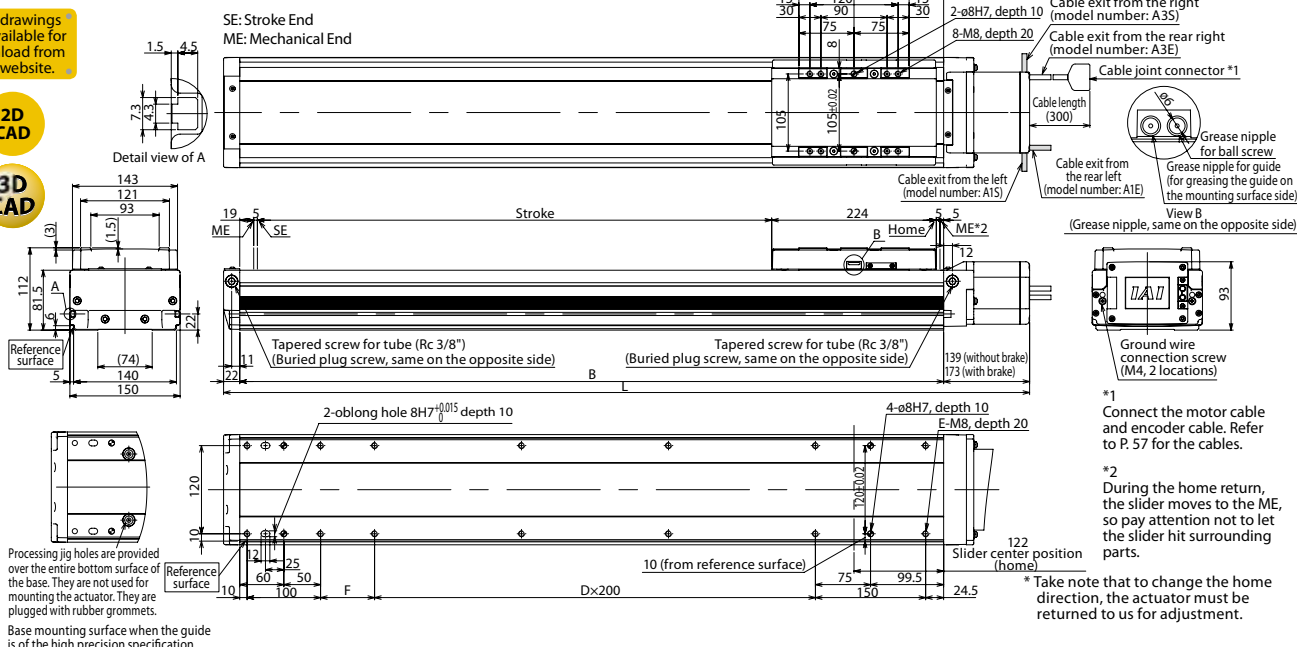 drawings
ailable for
load from
website.
2D
CAD
3D
CAD
SE: Stroke End
ME: Mechanical End
1.5
4.5
7.3
4.3
Detail view of A
30
90
30
75
75
8
2-ø8H7, depth 10
8-M8, depth 20
105
105±0.02
Cable exit from the right
(model number: A3S)
Cable exit from the rear right
(model number: A3E)
Cable joint connector *1
Cable length
(300)
Cable exit from the left
(model number: A1S)
Cable exit from
the rear left
(model number: A1E)
ø6
Grease nipple
for ball screw
Grease nipple for guide
(for greasing the guide on
the mounting surface side)
View B
(Grease nipple, same on the opposite side)
143
121
93
(3)
(1.5)
112
81.5
A
6
22
Reference
surface
(74)
5
140
150
19
5
Stroke
224
5
5
ME
SE
B
Home
ME*2
12
Tapered screw for tube (Rc 3/8")
(Buried plug screw, same on the opposite side)
Tapered screw for tube (Rc 3/8")
(Buried plug screw, same on the opposite side)
11
22
B
139 (without brake)
173 (with brake)
L
IAI
93
Ground wire
connection screw
(M4, 2 locations)
*1
Connect the motor cable
and encoder cable. Refer
to P. 57 for the cables.
*2
During the home return,
the slider moves to the ME,
so pay attention not to let
the slider hit surrounding
parts.
* Take note that to change the home
direction, the actuator must be
returned to us for adjustment.
2-oblong hole 8H7 +0.015 0 depth 10
4-ø8H7, depth 10
E-M8, depth 20
120
10
120±0.02
12
25
60
50
10
100
F
D×200
10 (from reference surface)
75
99.5
150
24.5
122
Slider center position
(home)
Reference
surface
Processing jig holes are provided
over the entire bottom surface of
the base. They are not used for
mounting the actuator. They are
plugged with rubber grommets.
Base mounting surface when the guide
is of the high precision specification